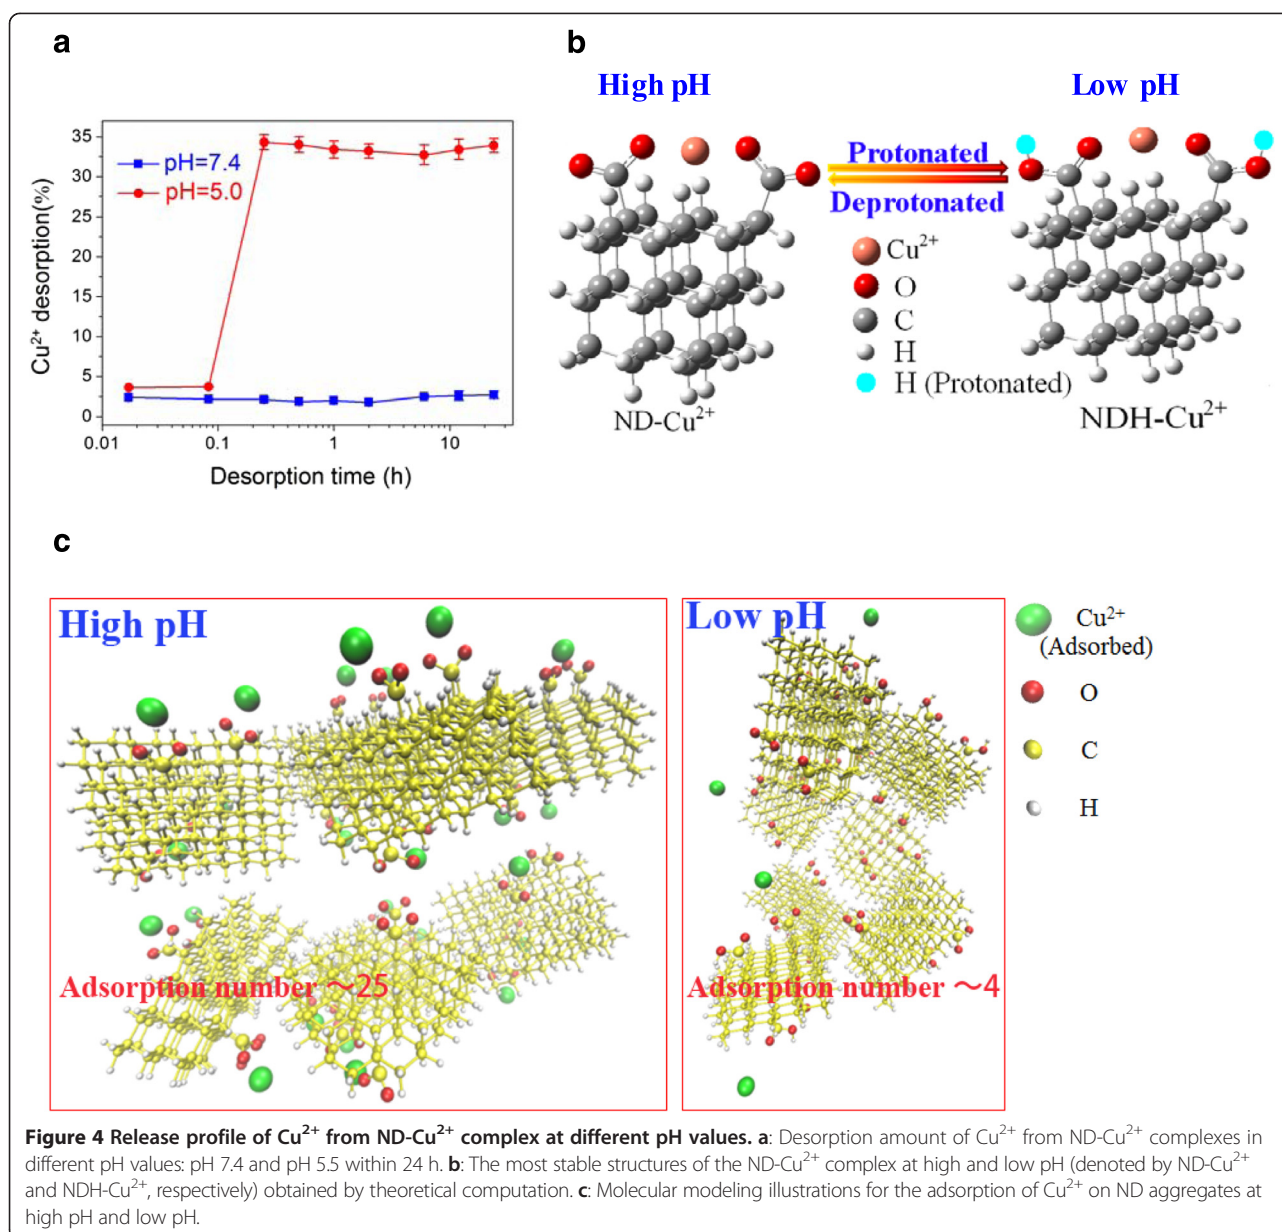 a
Cu²⁺ desorption(%)
35
30
25
20
15
10
5
0
pH=7.4
pH=5.0
0.01
0.1
1
10
Desorption time (h)
b
High pH
Low pH
Protonated
Deprotonated
Cu²⁺
O
C
H
H (Protonated)
ND-Cu²⁺
NDH-Cu²⁺
c
High pH
Adsorption number ～25
Low pH
Adsorption number ～4
Cu²⁺
(Adsorbed)
O
C
H
Figure 4 Release profile of Cu²⁺ from ND-Cu²⁺ complex at different pH values. a: Desorption amount of Cu²⁺ from ND-Cu²⁺ complexes in
different pH values: pH 7.4 and pH 5.5 within 24 h. b: The most stable structures of the ND-Cu²⁺ complex at high and low pH (denoted by ND-Cu²⁺
and NDH-Cu²⁺, respectively) obtained by theoretical computation. c: Molecular modeling illustrations for the adsorption of Cu²⁺ on ND aggregates at
high pH and low pH.